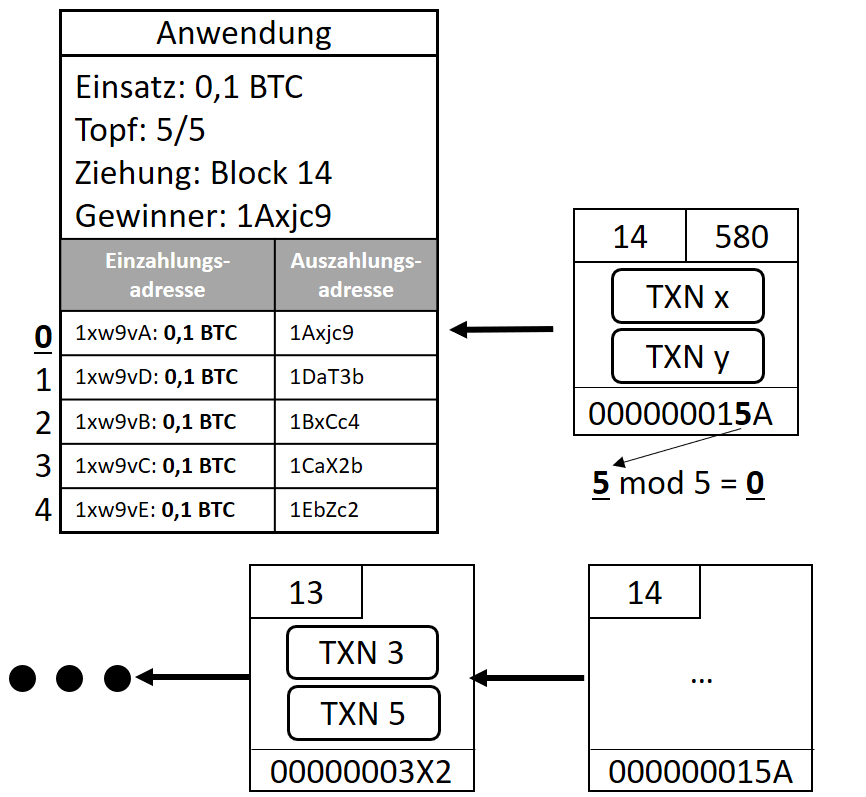 Anwendung
Einsatz: 0,1 BTC
Topf: 5/5
Ziehung: Block 14
Gewinner: 1Axjc9
Einzahlungs-
adresse
Auszahlungs-
adresse
0 1xw9vA: 0,1 BTC 1Axjc9
1 1xw9vD: 0,1 BTC 1DaT3b
2 1xw9vB: 0,1 BTC 1BxCc4
3 1xw9vC: 0,1 BTC 1CaX2b
4 1xw9vE: 0,1 BTC 1EbZc2
14 580
TXN x
TXN y
000000015A
5 mod 5 = 0
13
TXN 3
TXN 5
00000003X2
14
...
000000015A